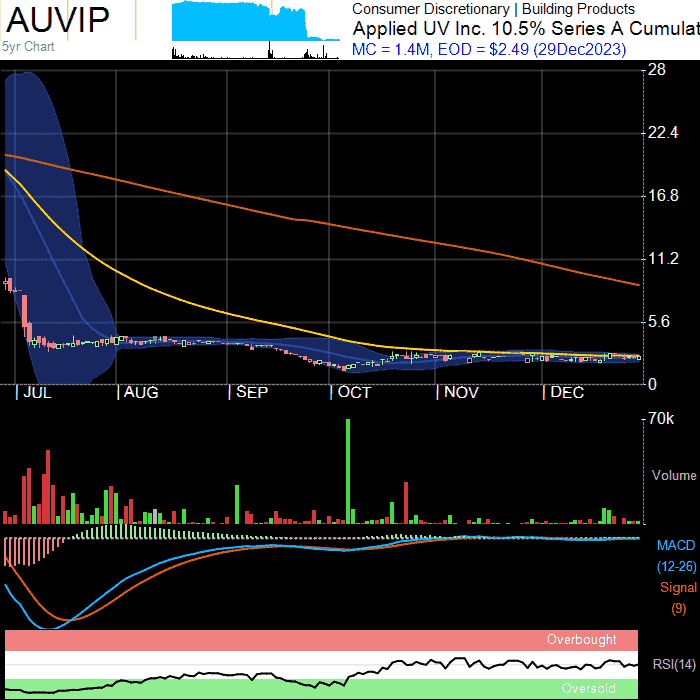 AUVIP
5yr Chart
Consumer Discretionary | Building Products
Applied UV Inc. 10.5% Series A Cumulat
MC = 1.4M, EOD = $2.49 (29Dec2023)
28
22.4
16.8
11.2
5.6
0
JUL AUG SEP OCT NOV DEC
70k
Volume
MACD
(12-26)
Signal
(9)
Overbought
RSI(14)
Oversold